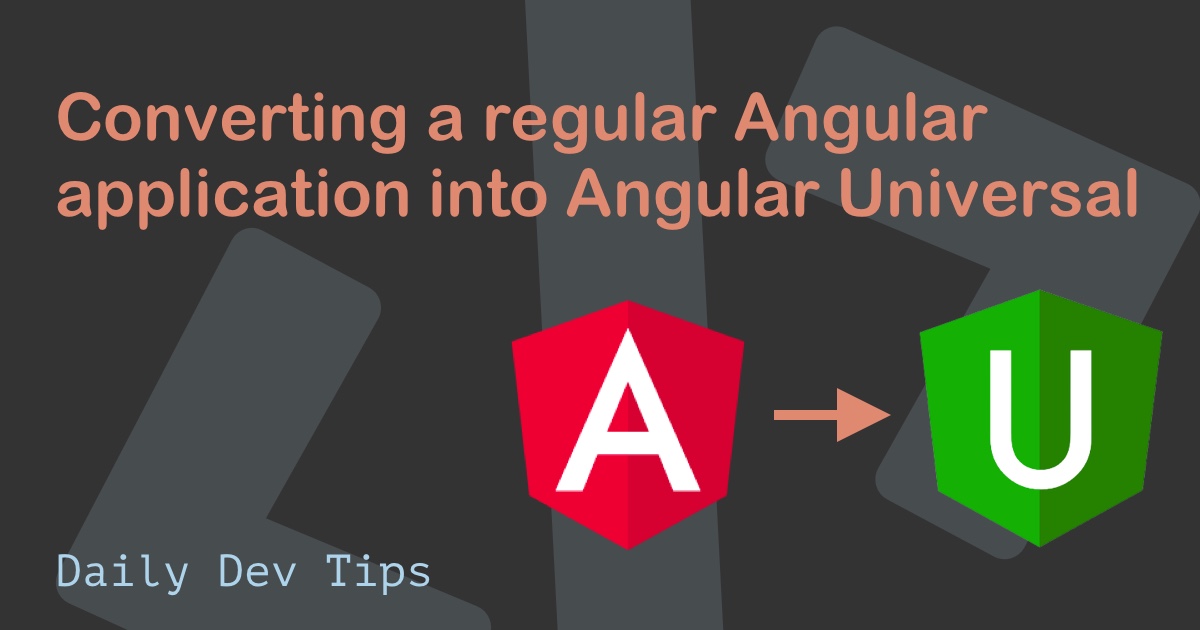 Converting a regular Angular
application into Angular Universal
A
U
Daily Dev Tips